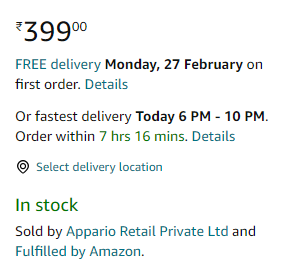 ₹39900
FREE delivery Monday, 27 February on
first order. Details
Or fastest delivery Today 6 PM - 10 PM.
Order within 7 hrs 16 mins. Details
Select delivery location
In stock
Sold by Appario Retail Private Ltd and
Fulfilled by Amazon.